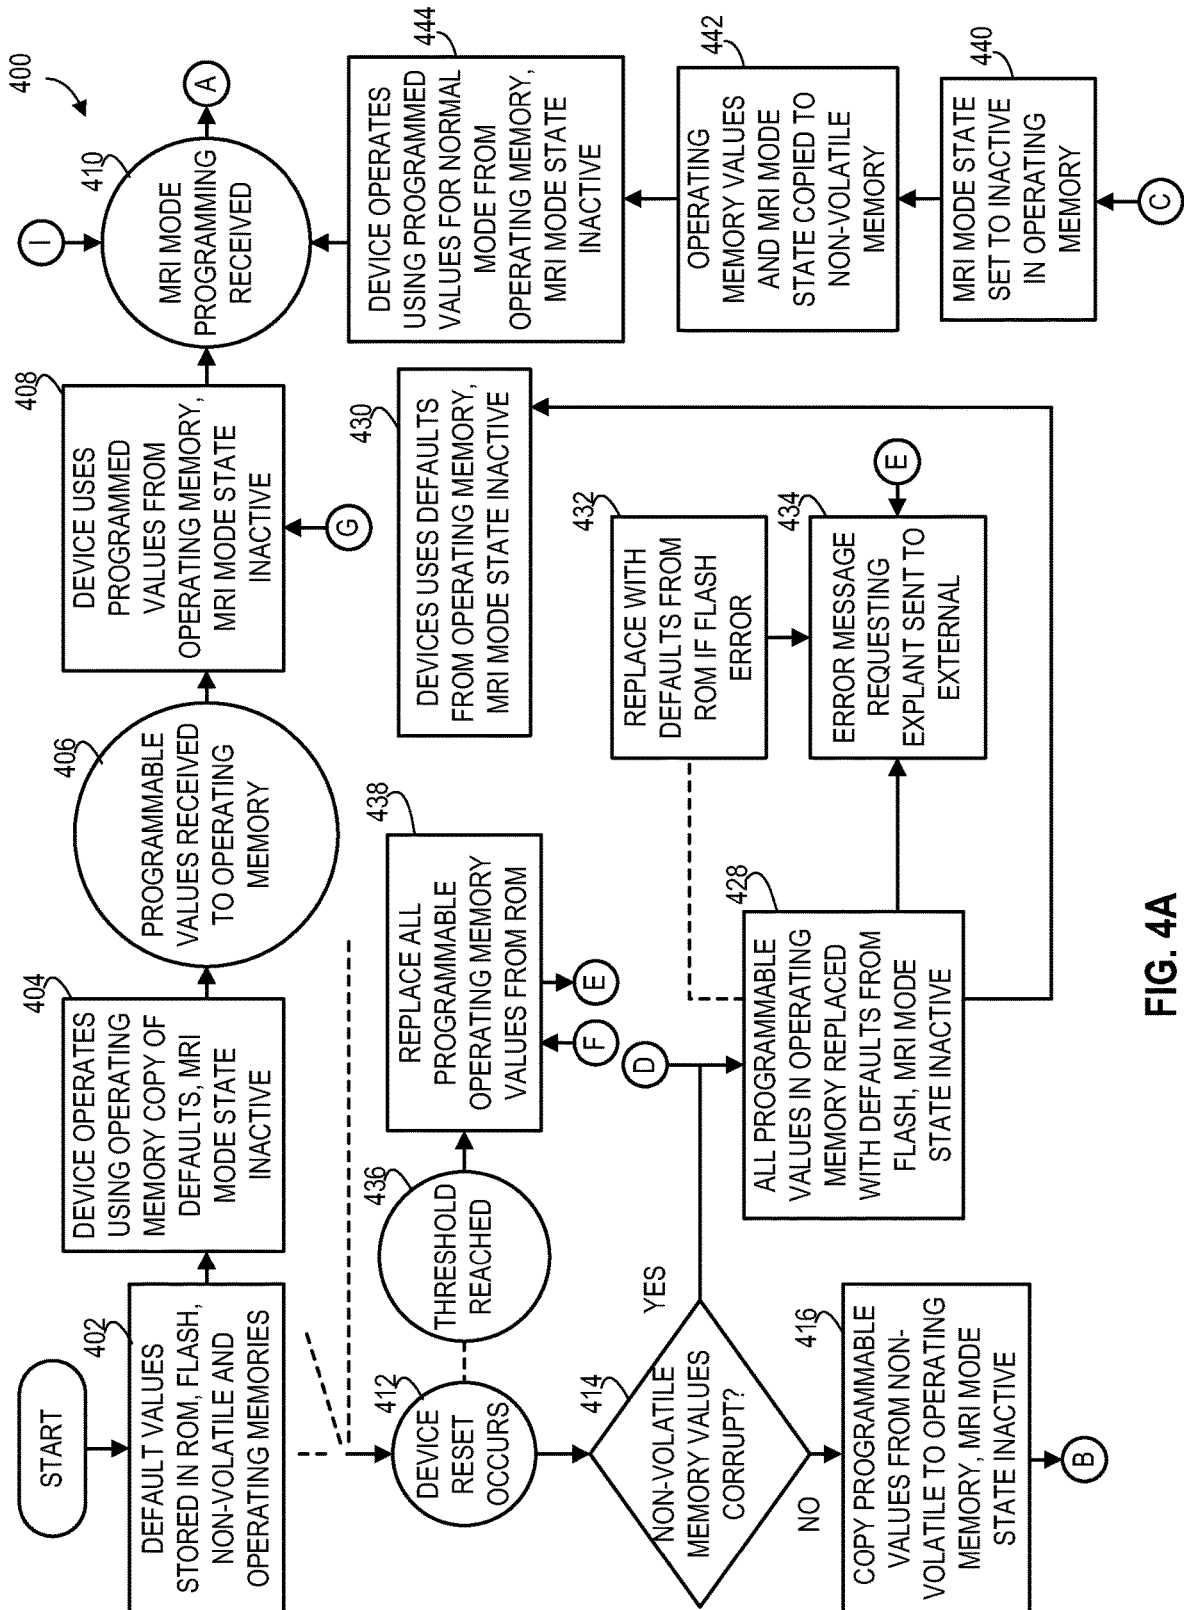 400
START
402
DEFAULT VALUES
STORED IN ROM, FLASH,
NON-VOLATILE AND
OPERATING MEMORIES
404
DEVICE OPERATES
USING OPERATING
MEMORY COPY OF
DEFAULTS, MRI
MODE STATE
INACTIVE
406
PROGRAMMABLE
VALUES RECEIVED
TO OPERATING
MEMORY
408
DEVICE USES
PROGRAMMED
VALUES FROM
OPERATING MEMORY,
MRI MODE STATE
INACTIVE
G
I
410
MRI MODE
PROGRAMMING
RECEIVED
A
412
DEVICE
RESET
OCCURS
436
THRESHOLD
REACHED
438
REPLACE ALL
PROGRAMMABLE
OPERATING MEMORY
VALUES FROM ROM
F
E
430
DEVICES USES DEFAULTS
FROM OPERATING MEMORY,
MRI MODE STATE INACTIVE
444
DEVICE OPERATES
USING PROGRAMMED
VALUES FOR NORMAL
MODE FROM
OPERATING MEMORY,
MRI MODE STATE
INACTIVE
414
NON-VOLATILE
MEMORY VALUES
CORRUPT?
YES
NO
D
432
REPLACE WITH
DEFAULTS FROM
ROM IF FLASH
ERROR
442
OPERATING
MEMORY VALUES
AND MRI MODE
STATE COPIED TO
NON-VOLATILE
MEMORY
416
COPY PROGRAMMABLE
VALUES FROM NON-
VOLATILE TO OPERATING
MEMORY, MRI MODE
STATE INACTIVE
B
428
ALL PROGRAMMABLE
VALUES IN OPERATING
MEMORY REPLACED
WITH DEFAULTS FROM
FLASH, MRI MODE
STATE INACTIVE
434
ERROR MESSAGE
REQUESTING
EXPLANT SENT TO
EXTERNAL
E
440
MRI MODE STATE
SET TO INACTIVE
IN OPERATING
MEMORY
C
FIG. 4A